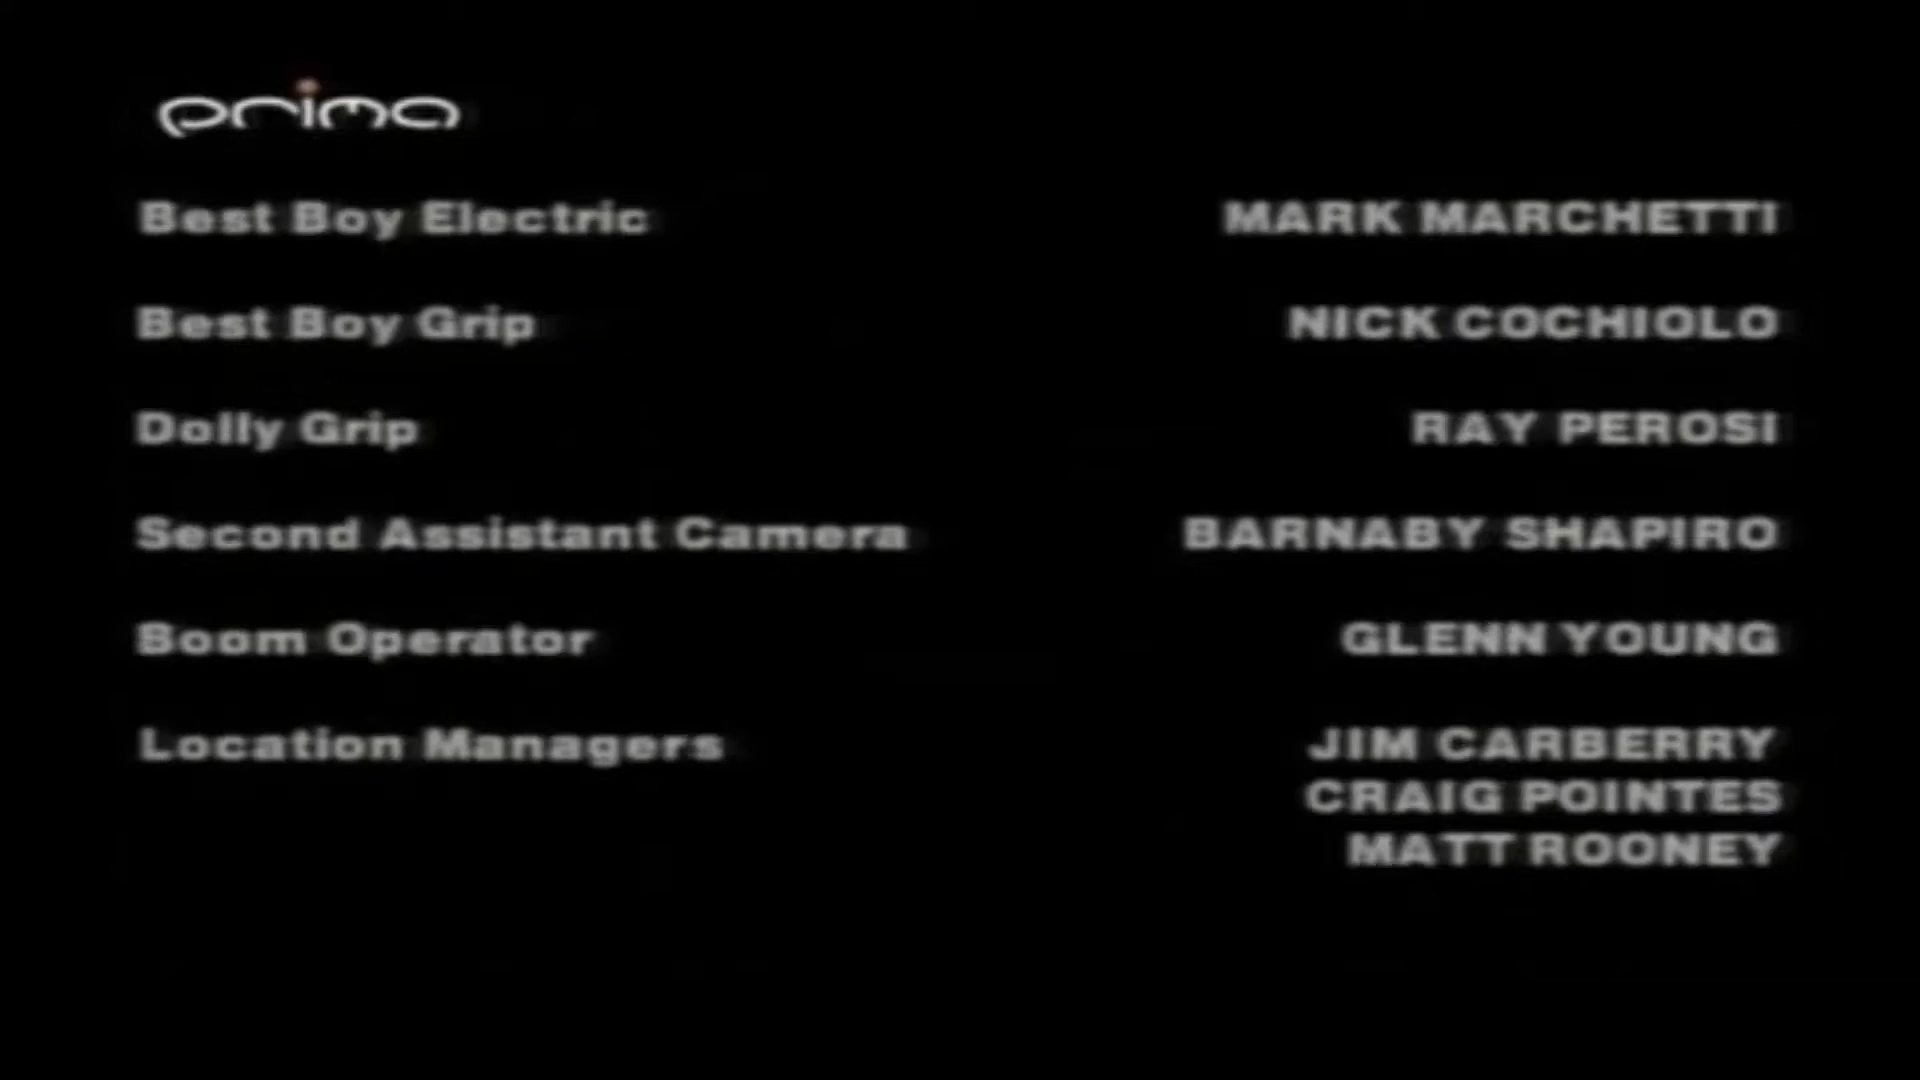 prima
Best Boy Electric MARK MARCHETTI
Best Boy Grip NICK COCHIOLO
Dolly Grip RAY PEROSI
Second Assistant Camera BARNABY SHAPIRO
Boom Operator GLENN YOUNG
Location Managers JIM CARBERRY
CRAIG POINTES
MATT ROONEY